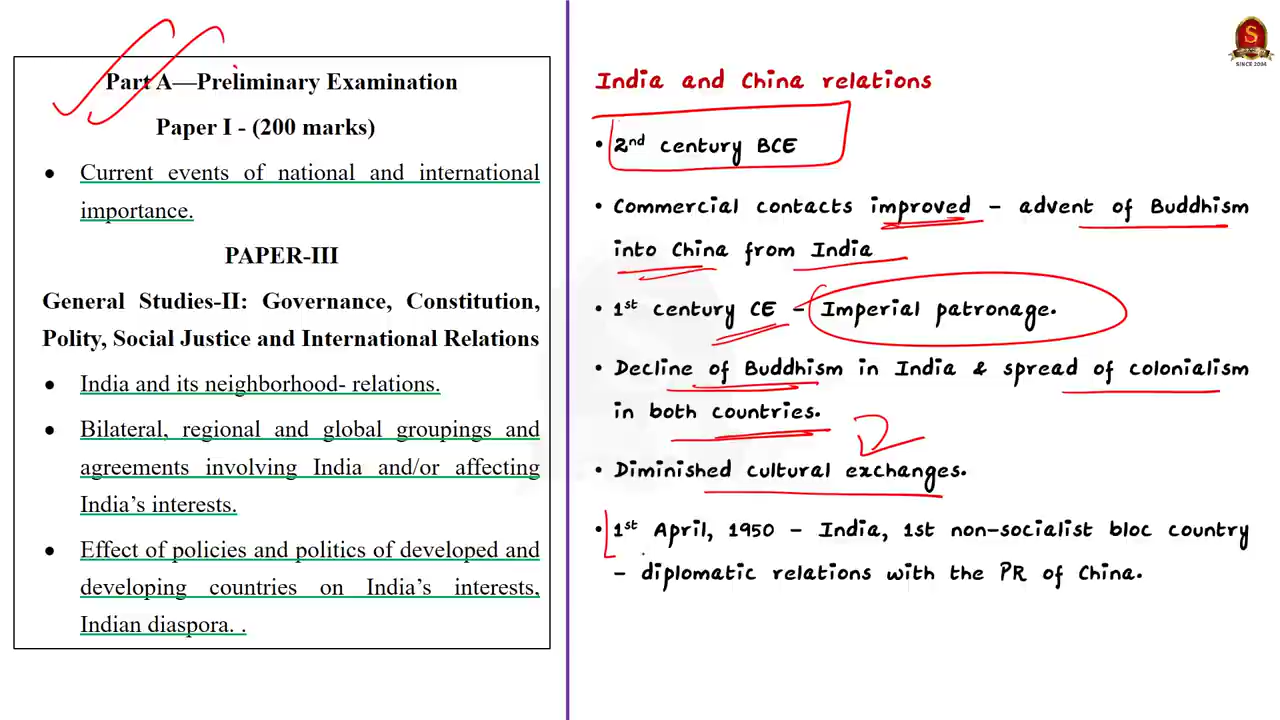 Part A—Preliminary Examination
Paper I - (200 marks)
● Current events of national and international
importance.
PAPER-III
General Studies-II: Governance, Constitution,
Polity, Social Justice and International Relations
● India and its neighborhood- relations.
● Bilateral, regional and global groupings and
agreements involving India and/or affecting
India’s interests.
● Effect of policies and politics of developed and
developing countries on India’s interests,
Indian diaspora. .
S
SINCE 2004
India and China relations
• 2nd century BCE
• Commercial contacts improved - advent of Buddhism
into China from India
• 1st century CE - Imperial patronage.
• Decline of Buddhism in India & spread of colonialism
in both countries.
• Diminished cultural exchanges.
• 1st April, 1950 - India, 1st non-socialist bloc country
- diplomatic relations with the PR of China.